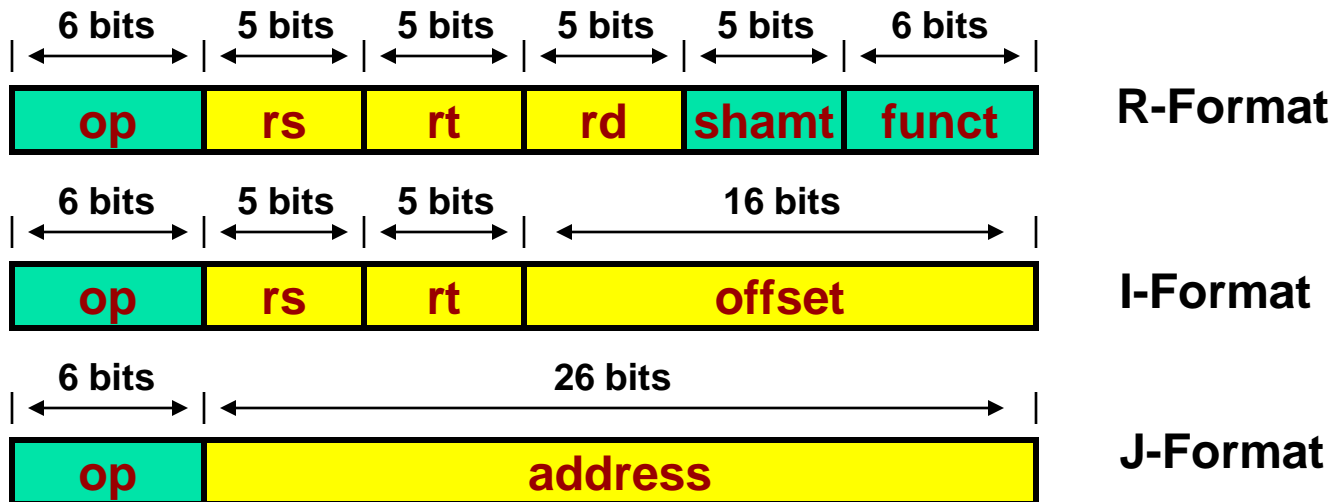 6 bits 5 bits 5 bits 5 bits 5 bits 6 bits
op rs rt rd shamt funct R-Format
6 bits 5 bits 5 bits 16 bits
op rs rt offset I-Format
6 bits 26 bits
op address J-Format